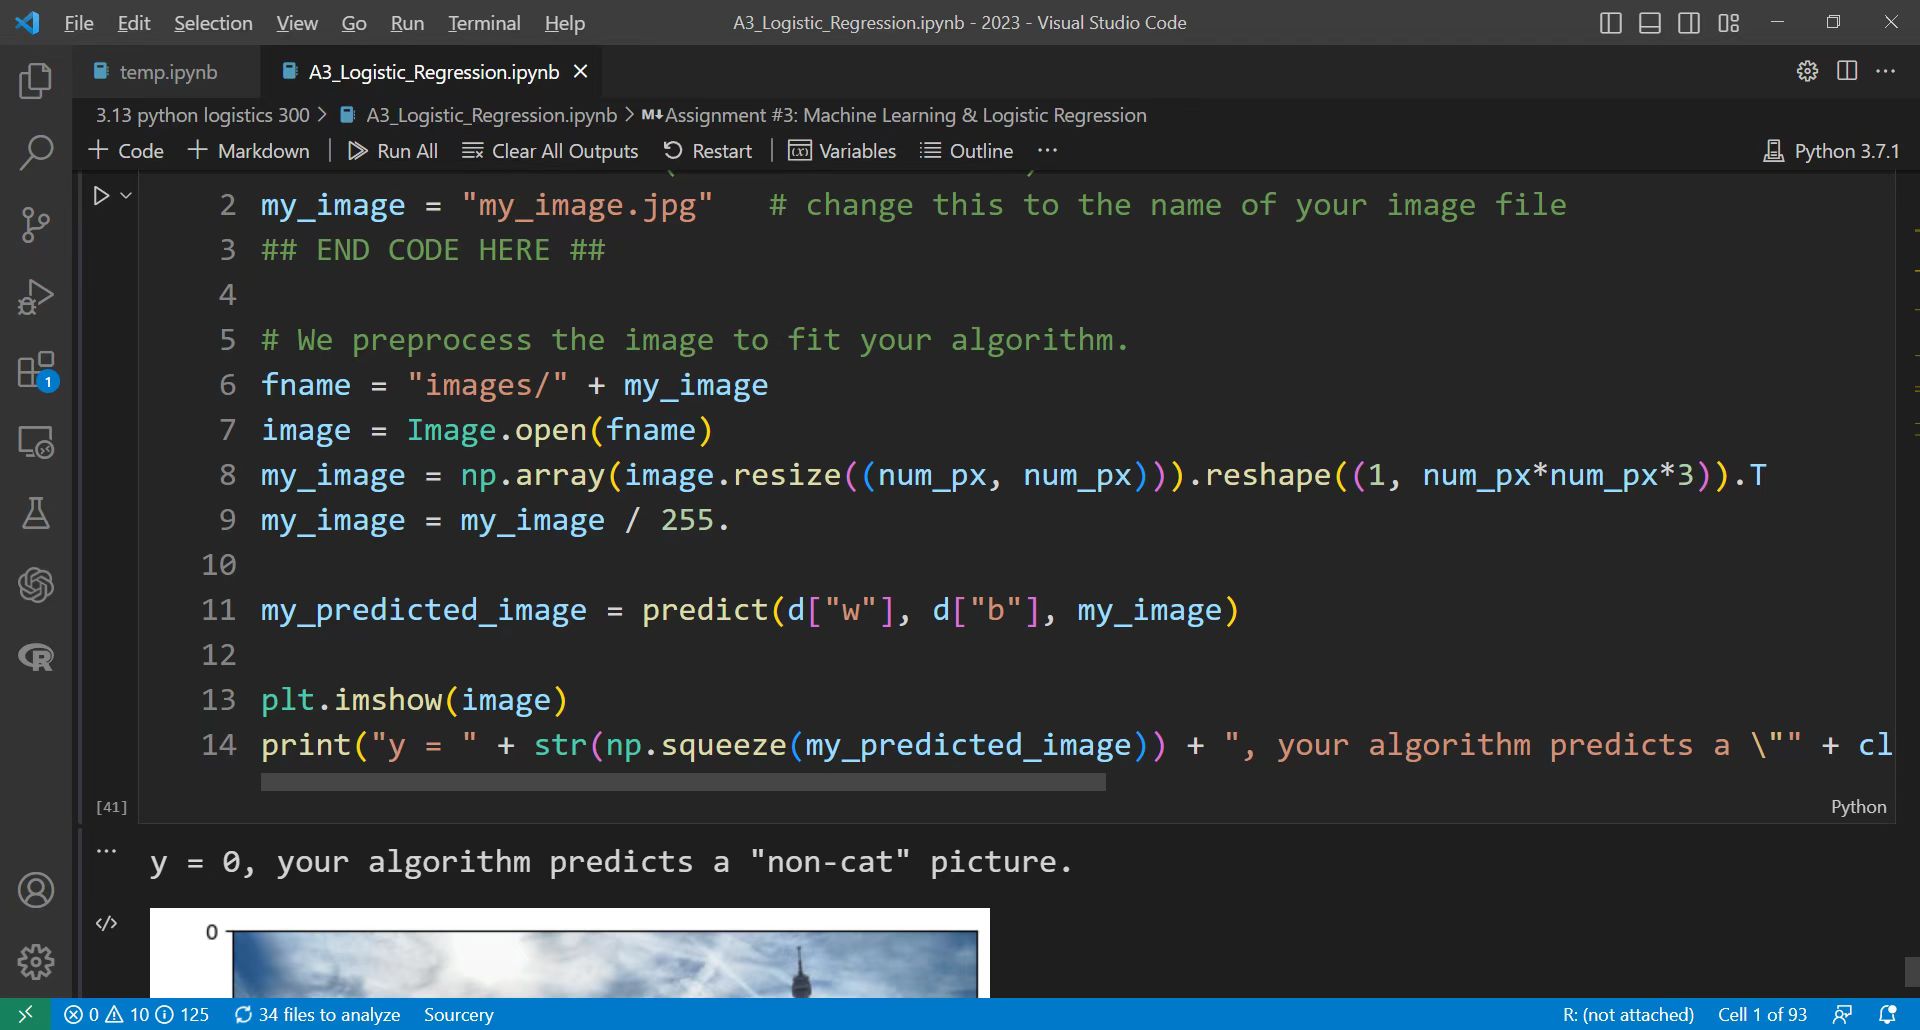 File Edit Selection View Go Run Terminal Help A3_Logistic_Regression.ipynb - 2023 - Visual Studio Code
temp.ipynb A3_Logistic_Regression.ipynb
3.13 python logistics 300 > A3_Logistic_Regression.ipynb > M↓Assignment #3: Machine Learning & Logistic Regression
+ Code + Markdown Run All Clear All Outputs Restart Variables Outline ... Python 3.7.1
2 my_image = "my_image.jpg" # change this to the name of your image file
3 ## END CODE HERE ##
4
5 # We preprocess the image to fit your algorithm.
6 fname = "images/" + my_image
7 image = Image.open(fname)
8 my_image = np.array(image.resize((num_px, num_px))).reshape((1, num_px*num_px*3)).T
9 my_image = my_image / 255.
10
11 my_predicted_image = predict(d["w"], d["b"], my_image)
12
13 plt.imshow(image)
14 print("y = " + str(np.squeeze(my_predicted_image)) + ", your algorithm predicts a \"" + cl
[41] Python
y = 0, your algorithm predicts a "non-cat" picture.
0
1
0 10 125 34 files to analyze Sourcery R: (not attached) Cell 1 of 93